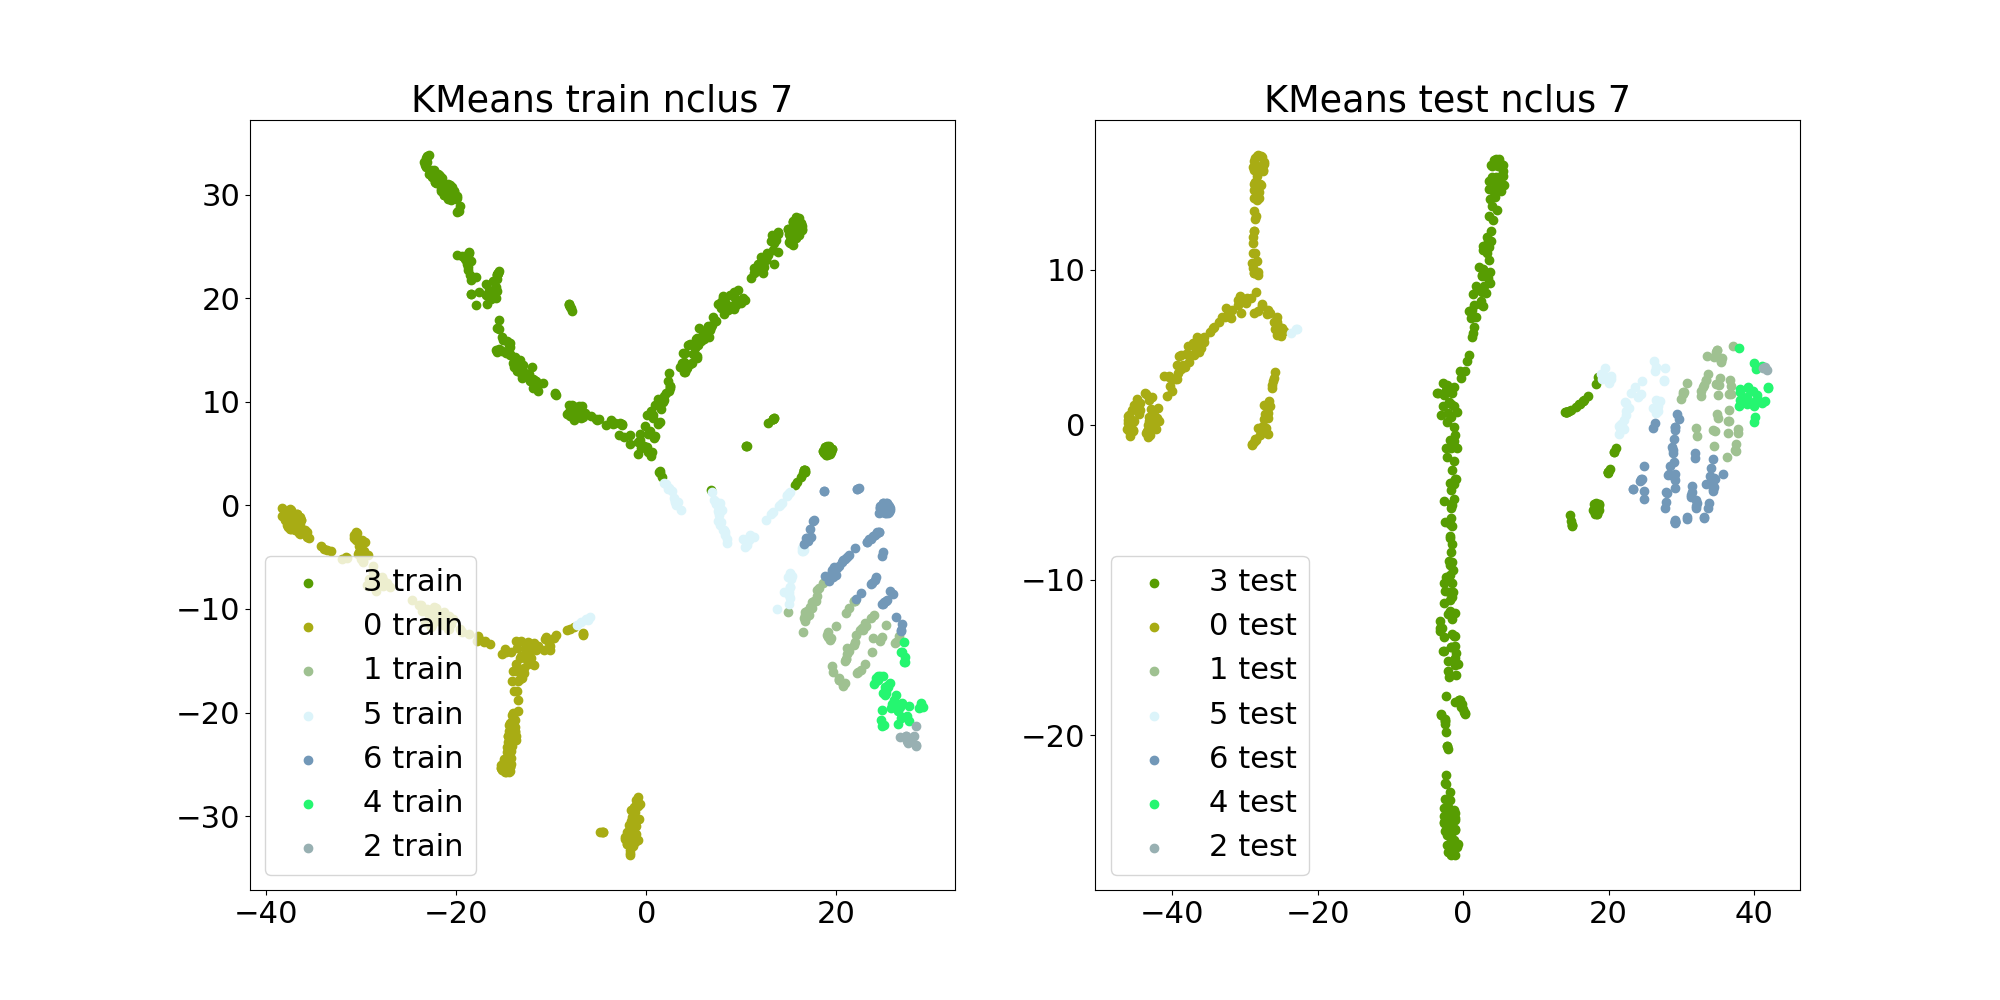 KMeans train nclus 7
30
20
10
0
−10
−20
−30
−40
−20
0
20
3 train
0 train
1 train
5 train
6 train
4 train
2 train
KMeans test nclus 7
10
0
−10
−20
−40
−20
0
20
40
3 test
0 test
1 test
5 test
6 test
4 test
2 test